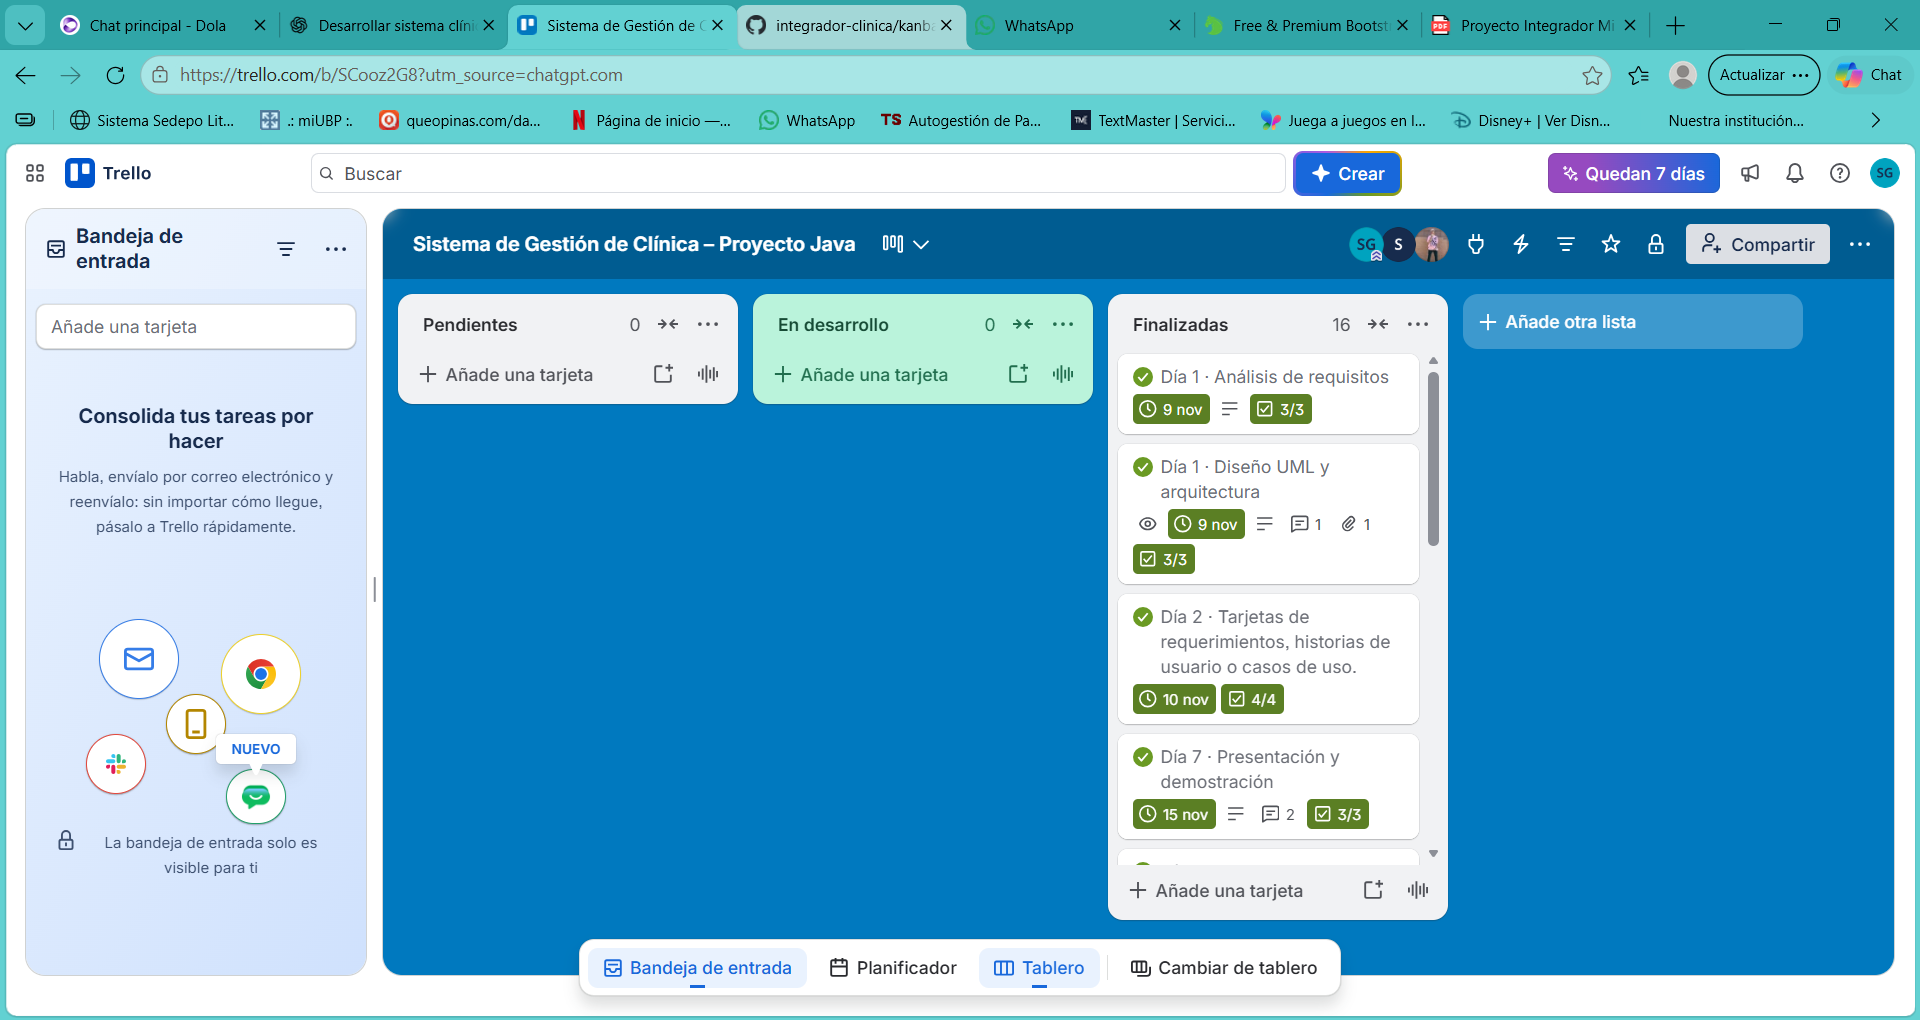 Chat principal - Dola
Desarrollar sistema clíni
Sistema de Gestión de C
integrador-clinica/kanba
WhatsApp
Free & Premium Bootst
Proyecto Integrador Mi
https://trello.com/b/SCooz2G8?utm_source=chatgpt.com
Actualizar
Chat
Sistema Sedepo Lit...
.: miUBP :.
queopinas.com/da...
Página de inicio —...
WhatsApp
TS Autogestión de Pa...
TextMaster | Servici...
Juega a juegos en l...
Disney+ | Ver Disn...
Nuestra institución...
Trello
Buscar
Crear
Quedan 7 días
SG
Bandeja de
entrada
Añade una tarjeta
Consolida tus tareas por
hacer
Habla, envíalo por correo electrónico y
reenvíalo: sin importar cómo llegue,
pásalo a Trello rápidamente.
NUEVO
La bandeja de entrada solo es
visible para ti
Sistema de Gestión de Clínica – Proyecto Java
SG
S
Compartir
Pendientes
0
Añade una tarjeta
En desarrollo
0
Añade una tarjeta
Finalizadas
16
Día 1 · Análisis de requisitos
9 nov
3/3
Día 1 · Diseño UML y
arquitectura
9 nov
1
1
3/3
Día 2 · Tarjetas de
requerimientos, historias de
usuario o casos de uso.
10 nov
4/4
Día 7 · Presentación y
demostración
15 nov
2
3/3
Añade una tarjeta
Añade otra lista
Bandeja de entrada
Planificador
Tablero
Cambiar de tablero